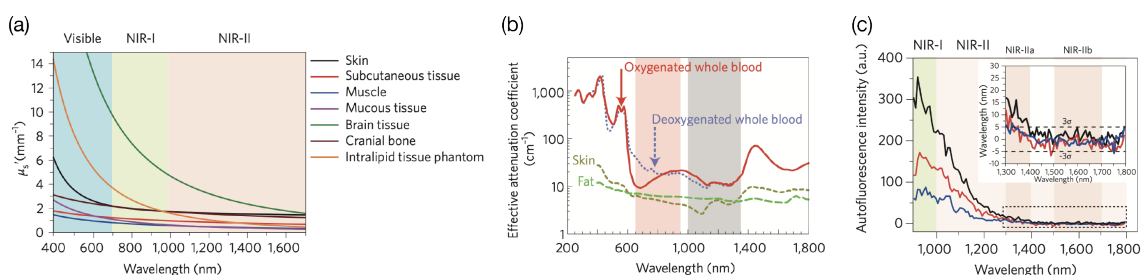 (a)
Visible
NIR-I
NIR-II
14
12
10
8
6
4
2
0
μs′(mm⁻¹)
400
600
800
1,000
1,200
1,400
1,600
Wavelength (nm)
Skin
Subcutaneous tissue
Muscle
Mucous tissue
Brain tissue
Cranial bone
Intralipid tissue phantom
(b)
Effective attenuation coefficient
(cm⁻¹)
1,000
100
10
1
Oxygenated whole blood
Deoxygenated whole blood
Skin
Fat
200
600
1,000
1,400
1,800
Wavelength (nm)
(c)
NIR-I
NIR-II
NIR-IIa
NIR-IIb
Autofluorescence intensity (a.u.)
400
300
200
100
0
Wavelength (nm)
30
25
20
15
10
5
0
-5
-10
3σ
-3σ
1,300
1,400
1,500
1,600
1,700
1,800
Wavelength (nm)
1,000
1,200
1,400
1,600
1,800
Wavelength (nm)